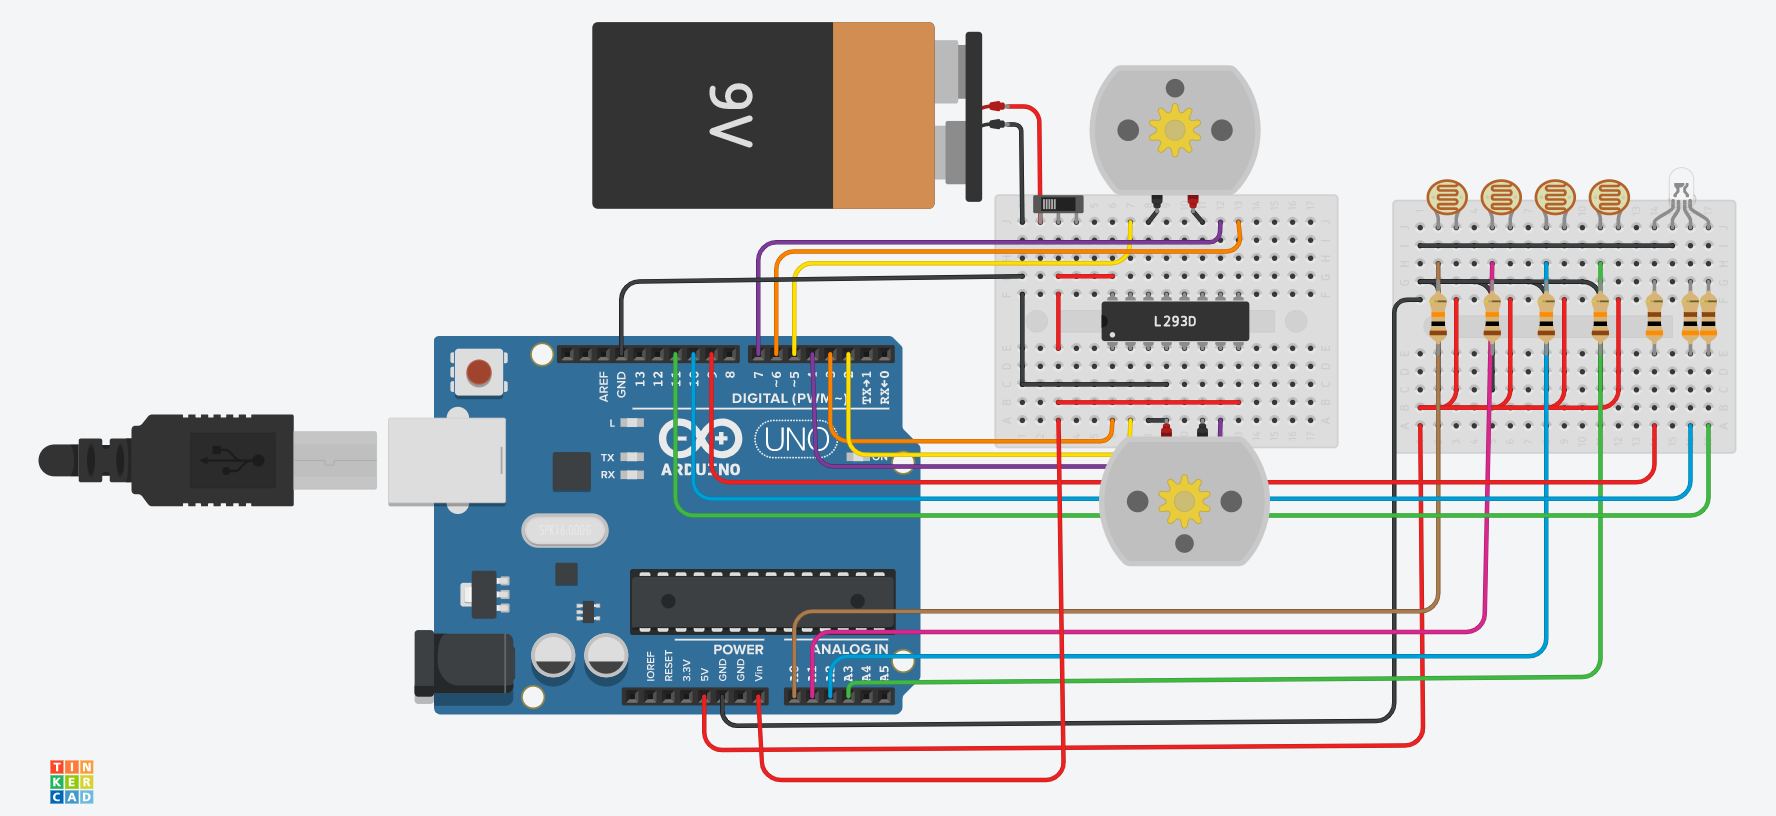 9V
L293D
AREF
GND
13
12
11
10
9
8
7
~6
~5
4
3
2
TX→1
RX←0
DIGITAL (PWM ~)
L
TX
RX
UNO
ARDUINO
ON
SPK16.000G
POWER
ANALOG IN
IOREF
RESET
3.3V
5V
GND
GND
Vin
A0
A1
A2
A3
A4
A5
TIN
KER
CAD